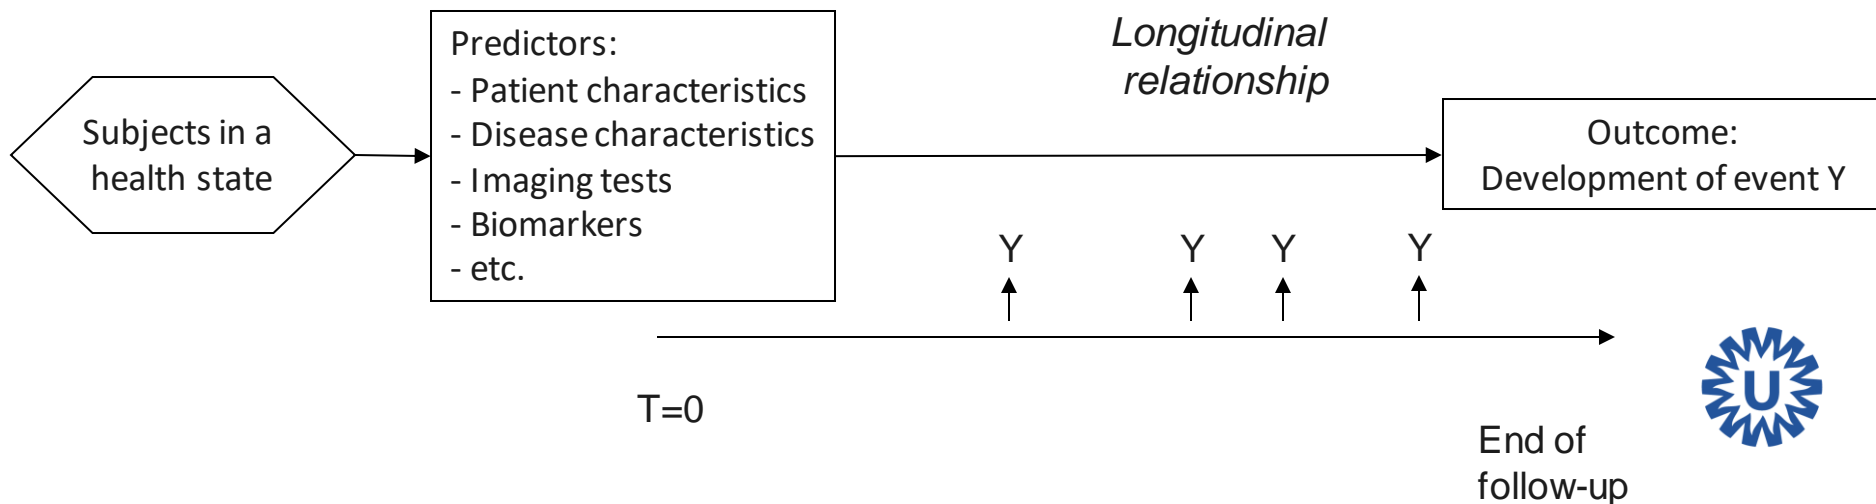 Subjects in a
health state
Predictors:
- Patient characteristics
- Disease characteristics
- Imaging tests
- Biomarkers
- etc.
Longitudinal
relationship
Outcome:
Development of event Y
Y Y Y Y
T=0
End of
follow-up
U